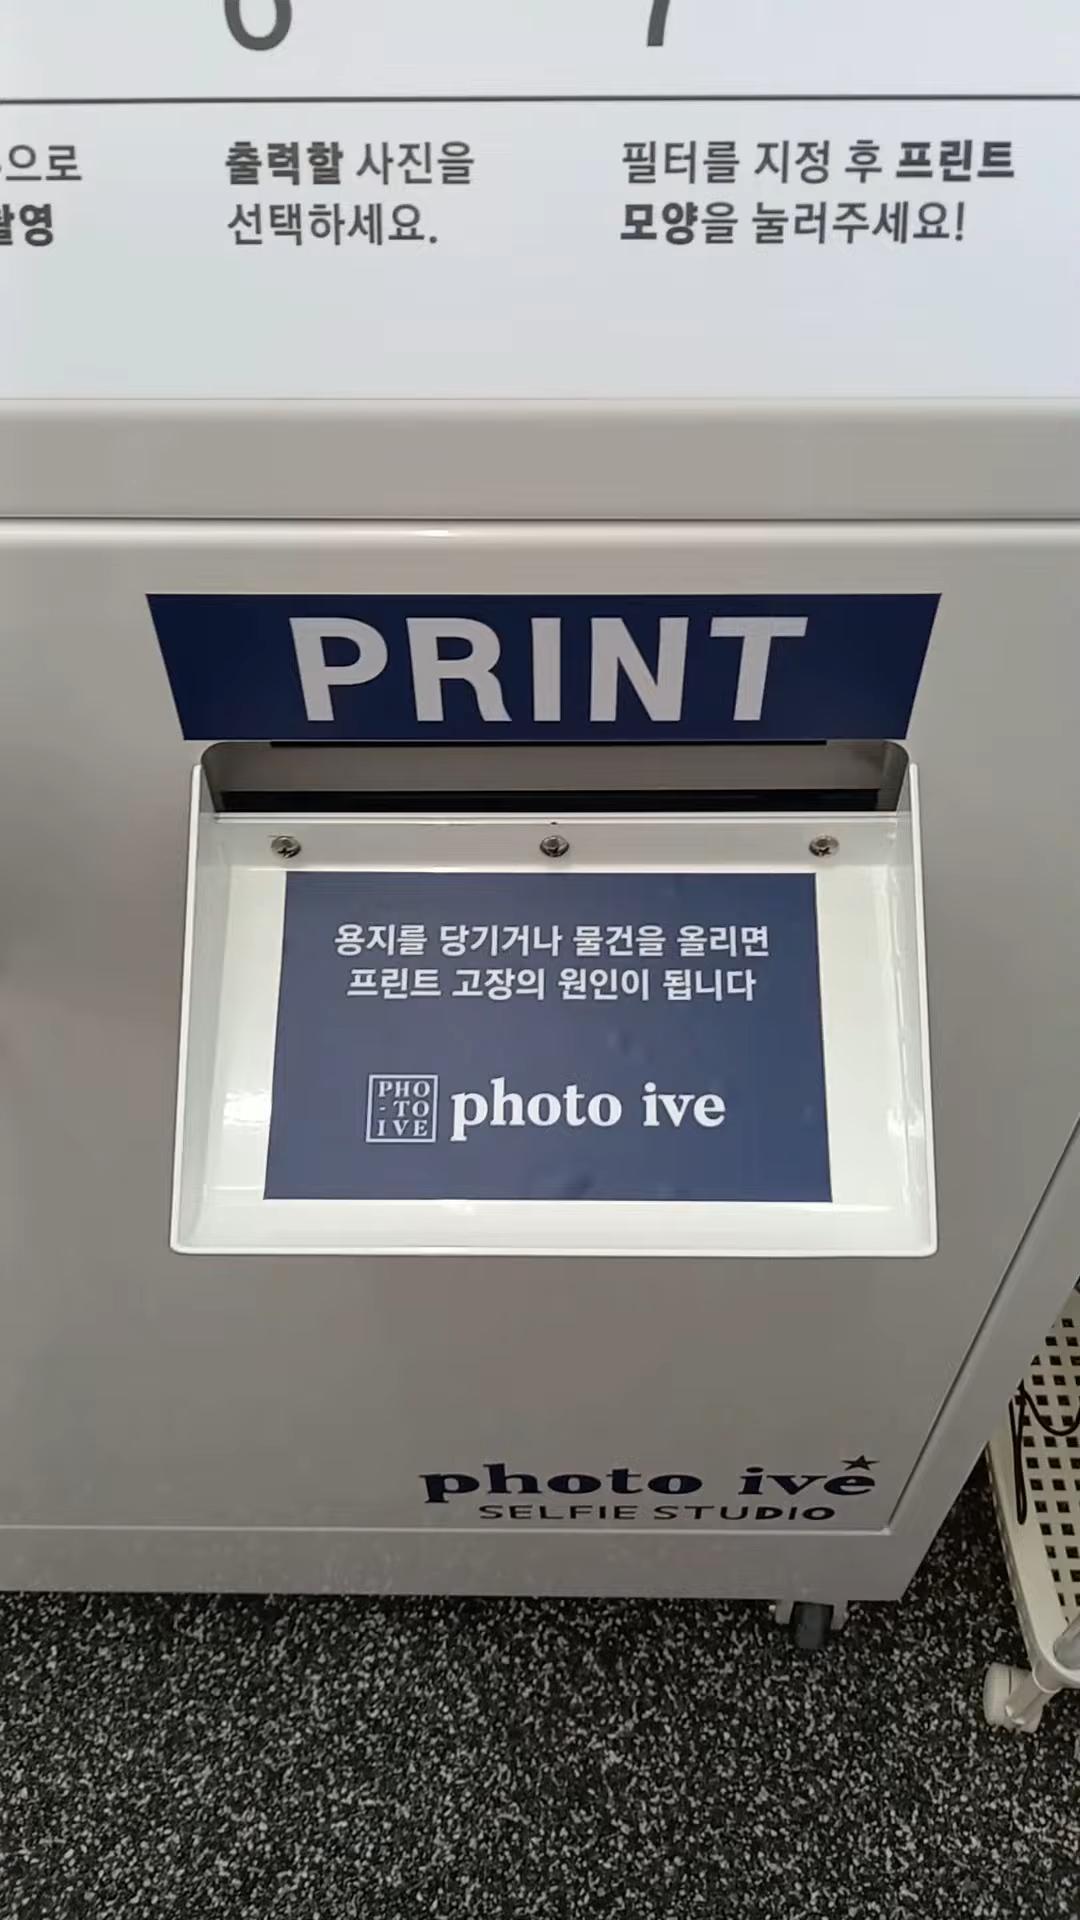 6 7
으로
촬영
출력할 사진을
선택하세요.
필터를 지정 후 프린트
모양을 눌러주세요!
PRINT
용지를 당기거나 물건을 올리면
프린트 고장의 원인이 됩니다
PHO
-TO
IVE
photo ive
photo ive
SELFIE STUDIO